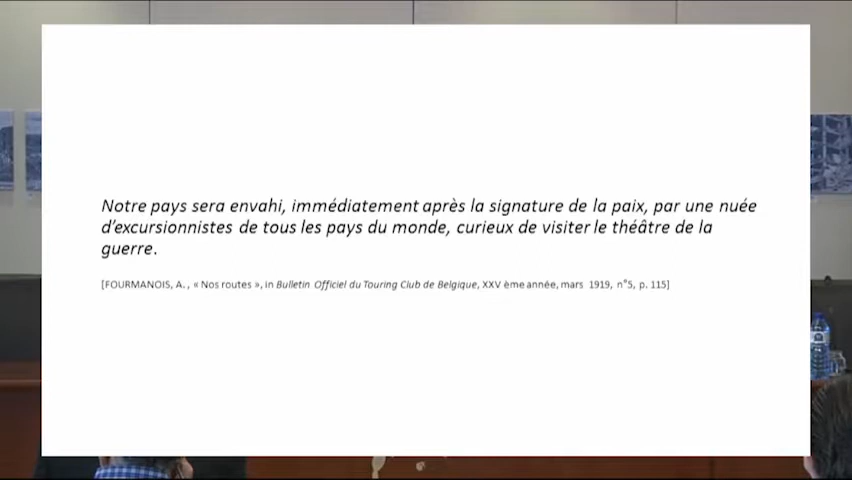 Notre pays sera envahi, immédiatement après la signature de la paix, par une nuée
d'excursionnistes de tous les pays du monde, curieux de visiter le théâtre de la
guerre.
[FOURMANOIS, A. , « Nos routes », in Bulletin Officiel du Touring Club de Belgique, XXV ème année, mars 1919, n°5, p. 115]